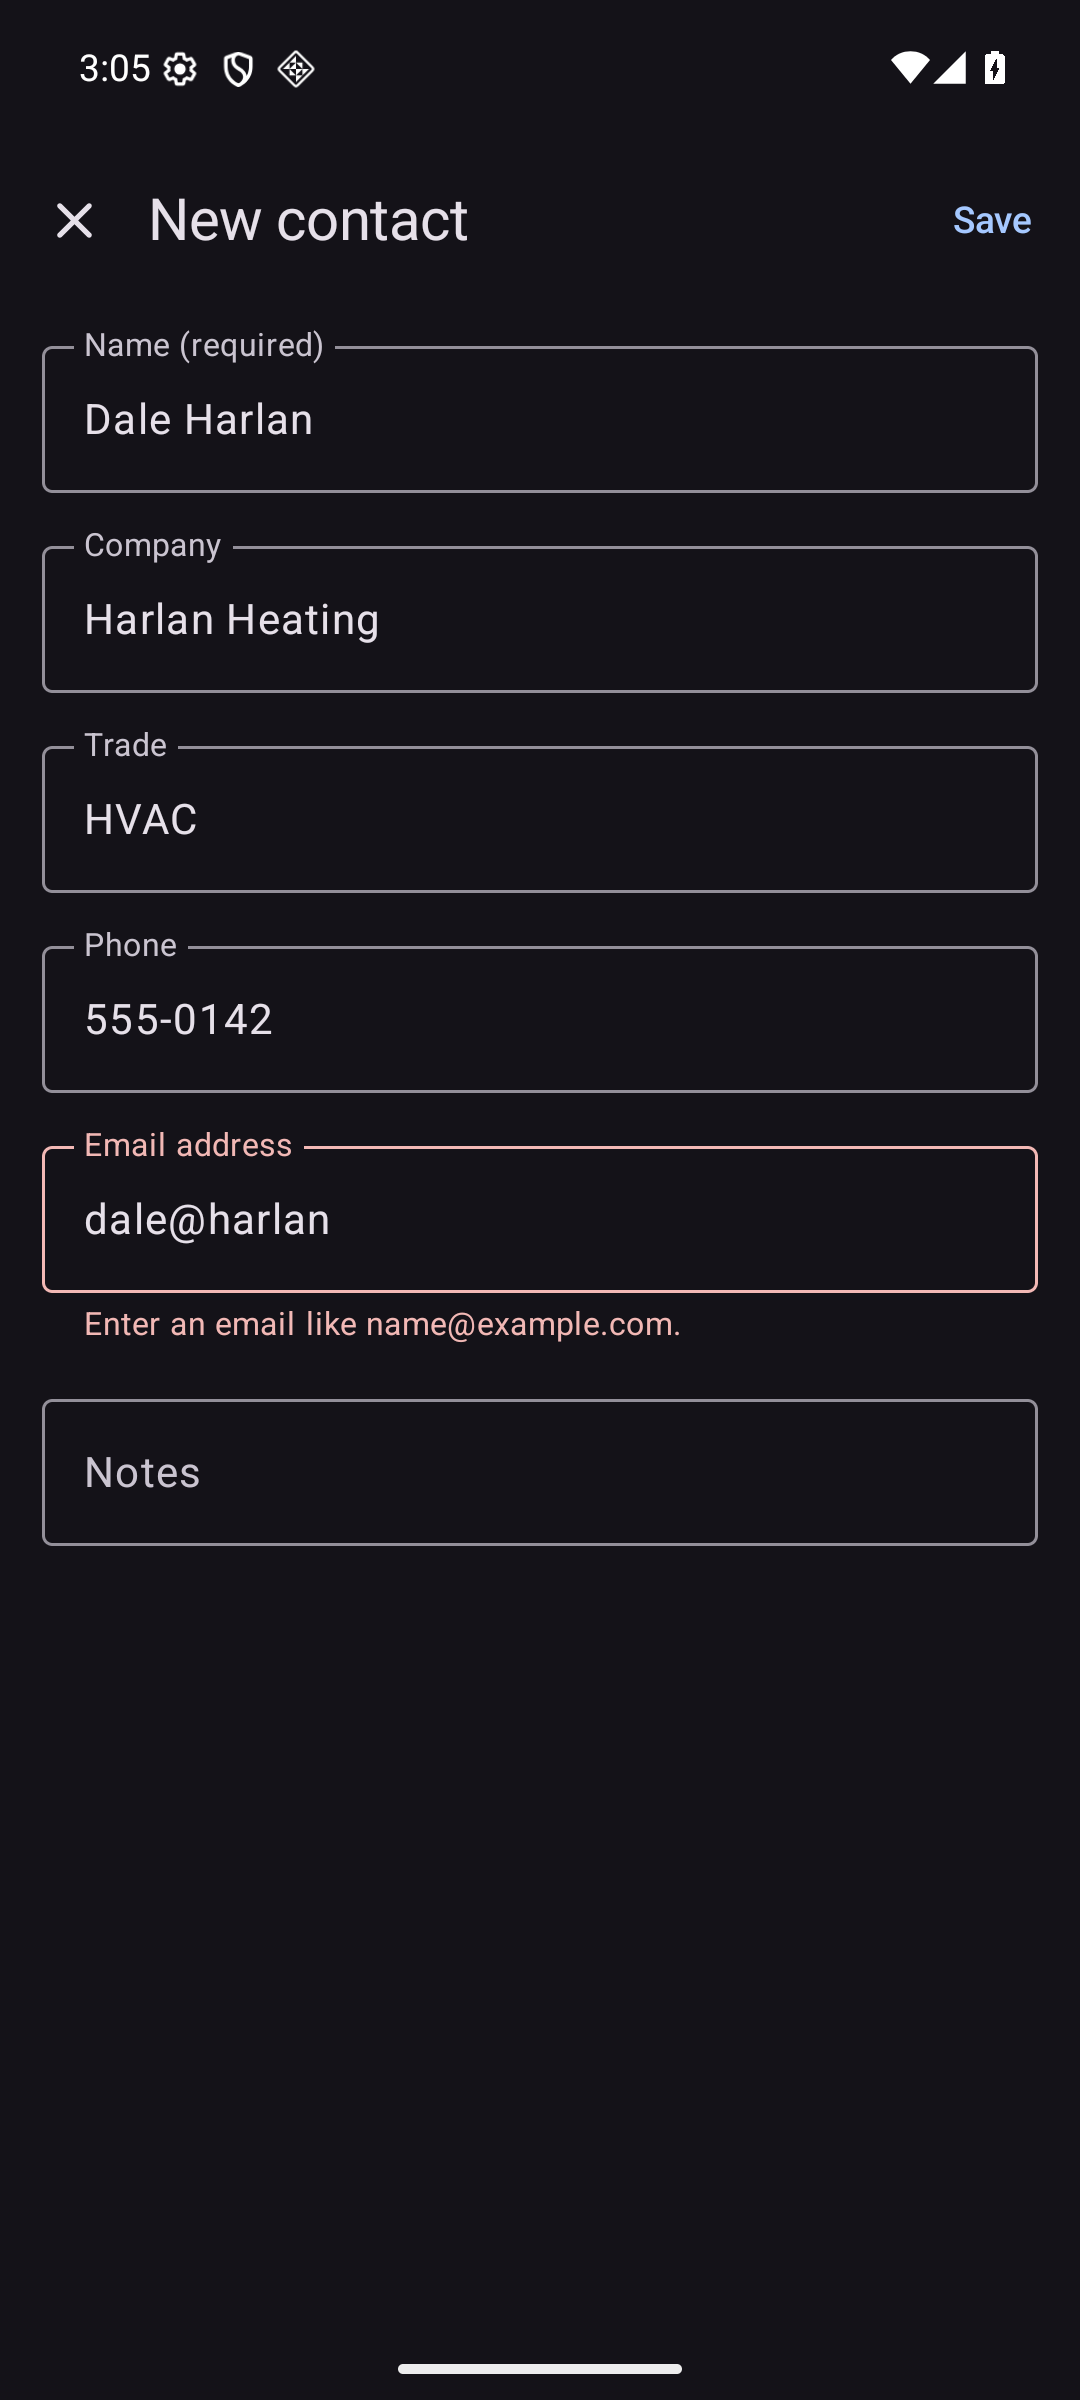 3:05
New contact
Save
Name (required)
Dale Harlan
Company
Harlan Heating
Trade
HVAC
Phone
555-0142
Email address
dale@harlan
Enter an email like name@example.com.
Notes